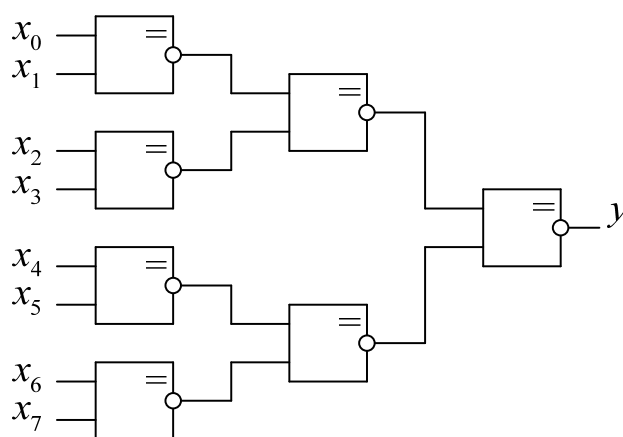 x₀ =
x₁
=
x₂ =
x₃
= y
x₄ =
x₅
=
x₆ =
x₇